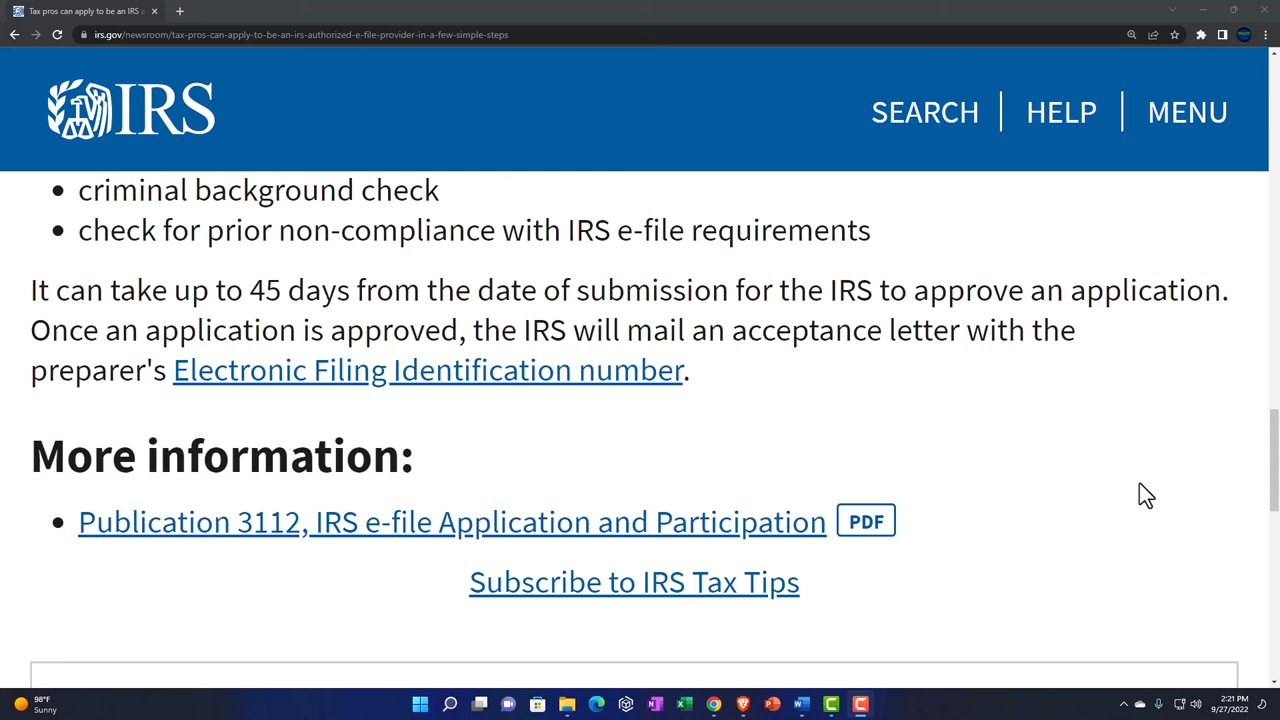 Tax pros can apply to be an IRS e
irs.gov/newsroom/tax-pros-can-apply-to-be-an-irs-authorized-e-file-provider-in-a-few-simple-steps
IRS
SEARCH
HELP
MENU
• criminal background check
• check for prior non-compliance with IRS e-file requirements
It can take up to 45 days from the date of submission for the IRS to approve an application.
Once an application is approved, the IRS will mail an acceptance letter with the
preparer's Electronic Filing Identification number.
More information:
• Publication 3112, IRS e-file Application and Participation PDF
Subscribe to IRS Tax Tips
98°F
Sunny
2:21 PM
9/27/2022